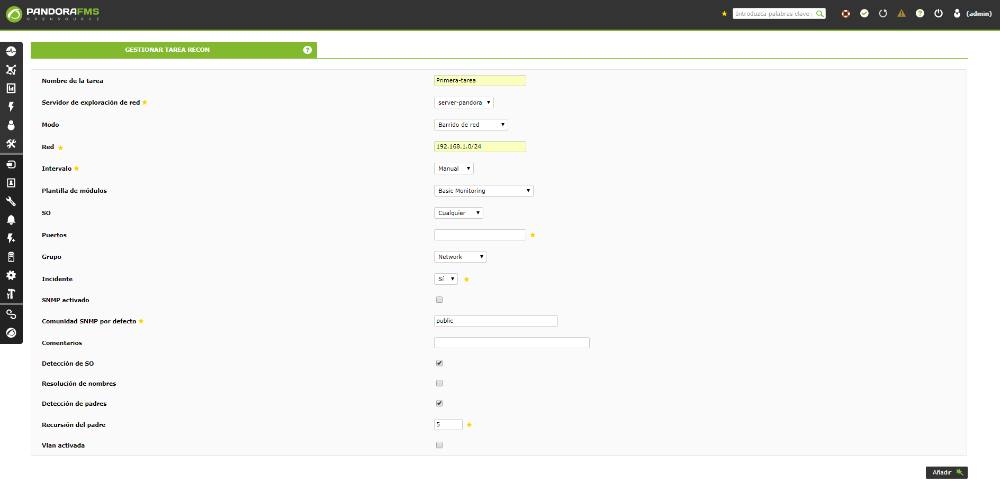 PANDORAFMS
OPENSOURCE
Introduzca palabras clave p
(admin)
GESTIONAR TAREA RECON
Nombre de la tarea
Primera-tarea
Servidor de exploración de red
server-pandora
Modo
Barrido de red
Red
192.168.1.0/24
Intervalo
Manual
Plantilla de módulos
Basic Monitoring
SO
Cualquier
Puertos
Grupo
Network
Incidente
Sí
SNMP activado
Comunidad SNMP por defecto
public
Comentarios
Detección de SO
Resolución de nombres
Detección de padres
Recursión del padre
5
Vlan activada
Añadir